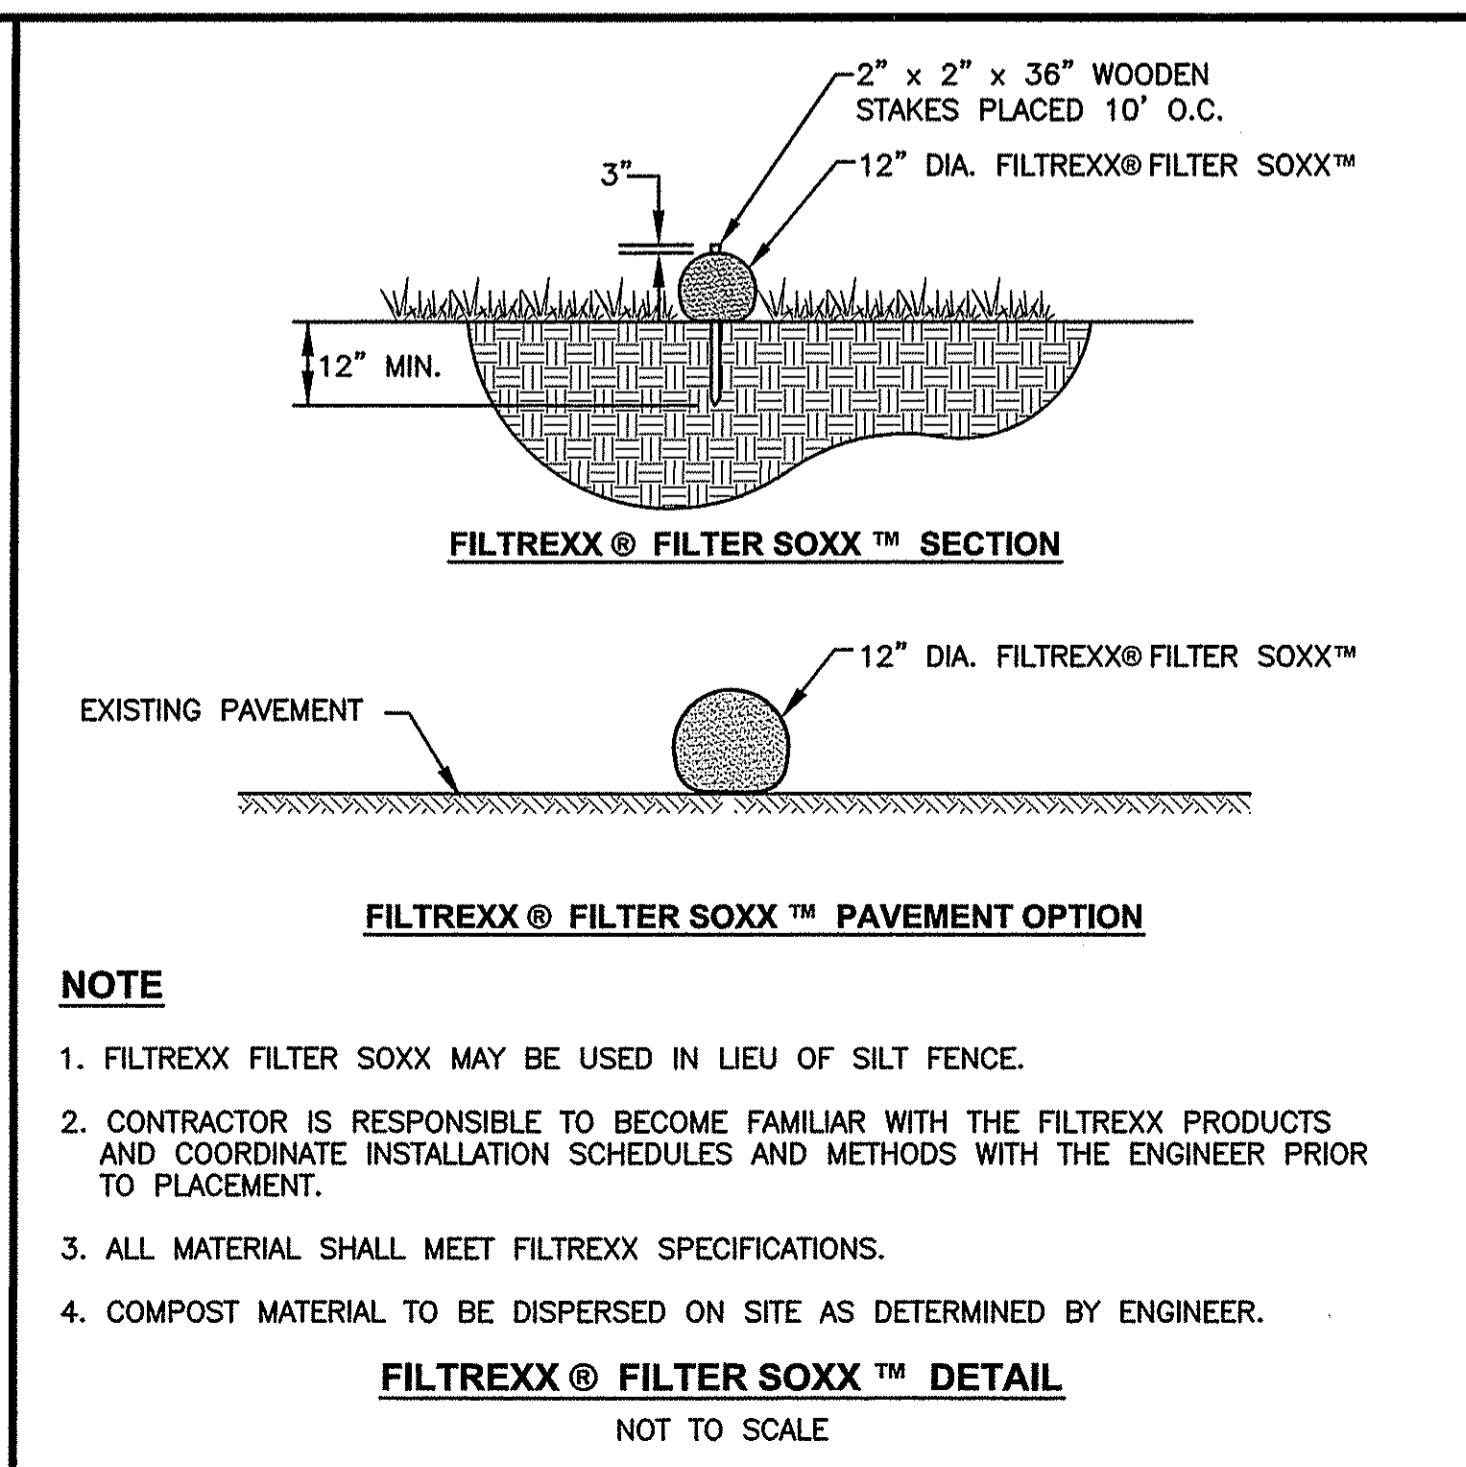 2" x 2" x 36" WOODEN
STAKES PLACED 10' O.C.
3"
12" DIA. FILTREXX® FILTER SOXX™
12" MIN.
FILTREXX ® FILTER SOXX ™ SECTION
12" DIA. FILTREXX® FILTER SOXX™
EXISTING PAVEMENT
FILTREXX ® FILTER SOXX ™ PAVEMENT OPTION
NOTE
1. FILTREXX FILTER SOXX MAY BE USED IN LIEU OF SILT FENCE.
2. CONTRACTOR IS RESPONSIBLE TO BECOME FAMILIAR WITH THE FILTREXX PRODUCTS
AND COORDINATE INSTALLATION SCHEDULES AND METHODS WITH THE ENGINEER PRIOR
TO PLACEMENT.
3. ALL MATERIAL SHALL MEET FILTREXX SPECIFICATIONS.
4. COMPOST MATERIAL TO BE DISPERSED ON SITE AS DETERMINED BY ENGINEER.
FILTREXX ® FILTER SOXX ™ DETAIL
NOT TO SCALE